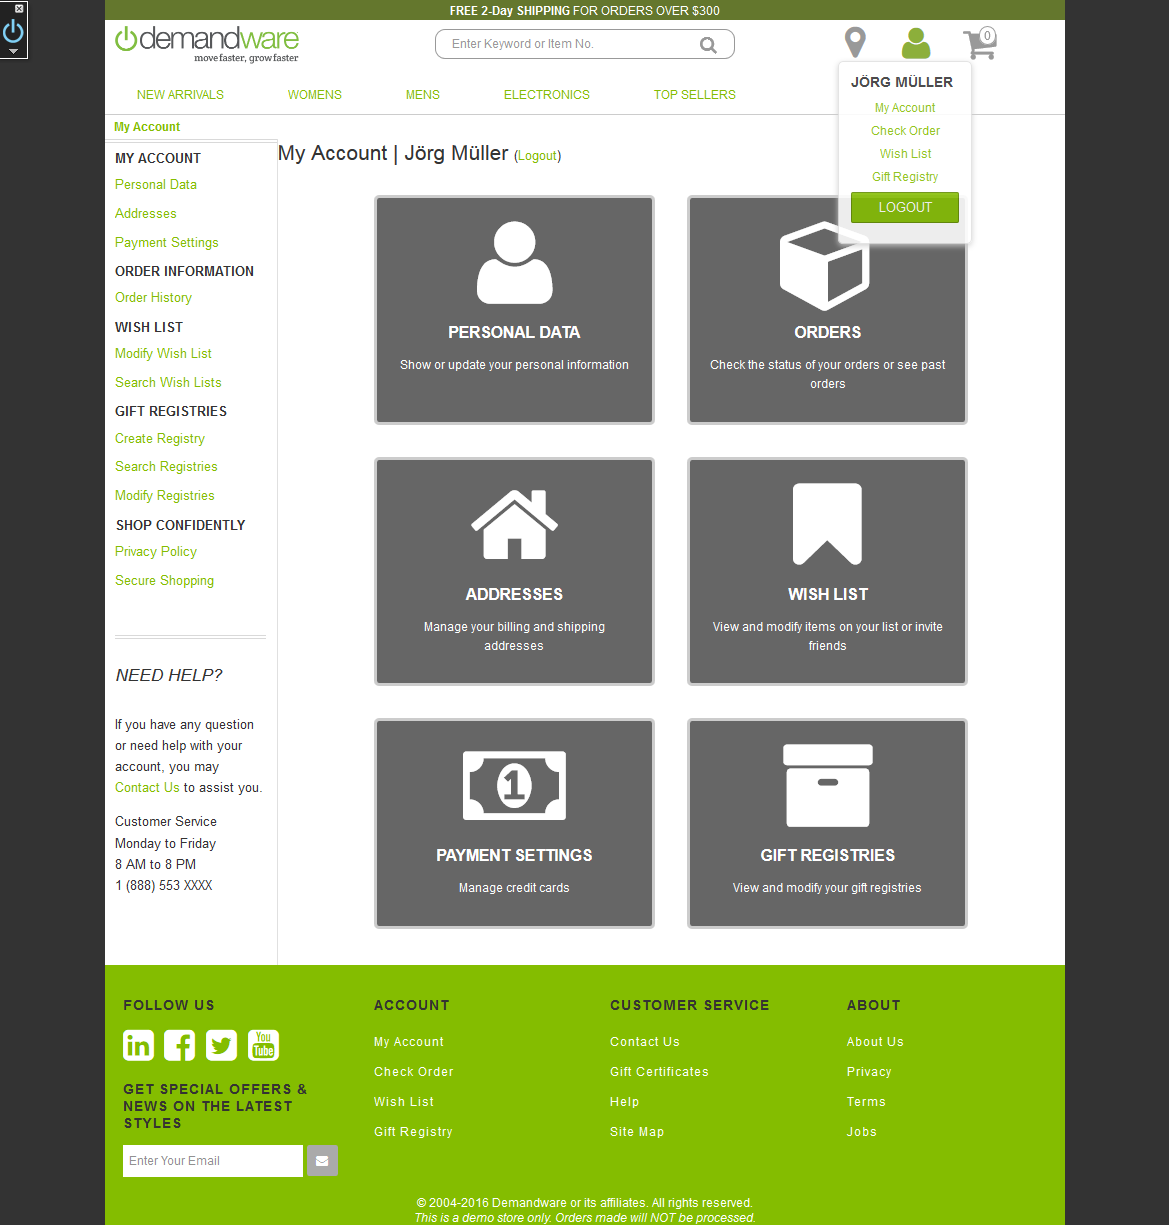 FREE 2-Day SHIPPING FOR ORDERS OVER $300
demandware
move faster, grow faster
Enter Keyword or Item No.
0
NEW ARRIVALS WOMENS MENS ELECTRONICS TOP SELLERS
JÖRG MÜLLER
My Account
Check Order
Wish List
Gift Registry
LOGOUT
My Account
MY ACCOUNT
Personal Data
Addresses
Payment Settings
ORDER INFORMATION
Order History
WISH LIST
Modify Wish List
Search Wish Lists
GIFT REGISTRIES
Create Registry
Search Registries
Modify Registries
SHOP CONFIDENTLY
Privacy Policy
Secure Shopping
NEED HELP?
If you have any question
or need help with your
account, you may
Contact Us to assist you.
Customer Service
Monday to Friday
8 AM to 8 PM
1 (888) 553 XXXX
My Account | Jörg Müller (Logout)
PERSONAL DATA
Show or update your personal information
ORDERS
Check the status of your orders or see past
orders
ADDRESSES
Manage your billing and shipping
addresses
WISH LIST
View and modify items on your list or invite
friends
1
PAYMENT SETTINGS
Manage credit cards
GIFT REGISTRIES
View and modify your gift registries
FOLLOW US
in
You
Tube
GET SPECIAL OFFERS &
NEWS ON THE LATEST
STYLES
Enter Your Email
ACCOUNT
My Account
Check Order
Wish List
Gift Registry
CUSTOMER SERVICE
Contact Us
Gift Certificates
Help
Site Map
ABOUT
About Us
Privacy
Terms
Jobs
© 2004-2016 Demandware or its affiliates. All rights reserved.
This is a demo store only. Orders made will NOT be processed.